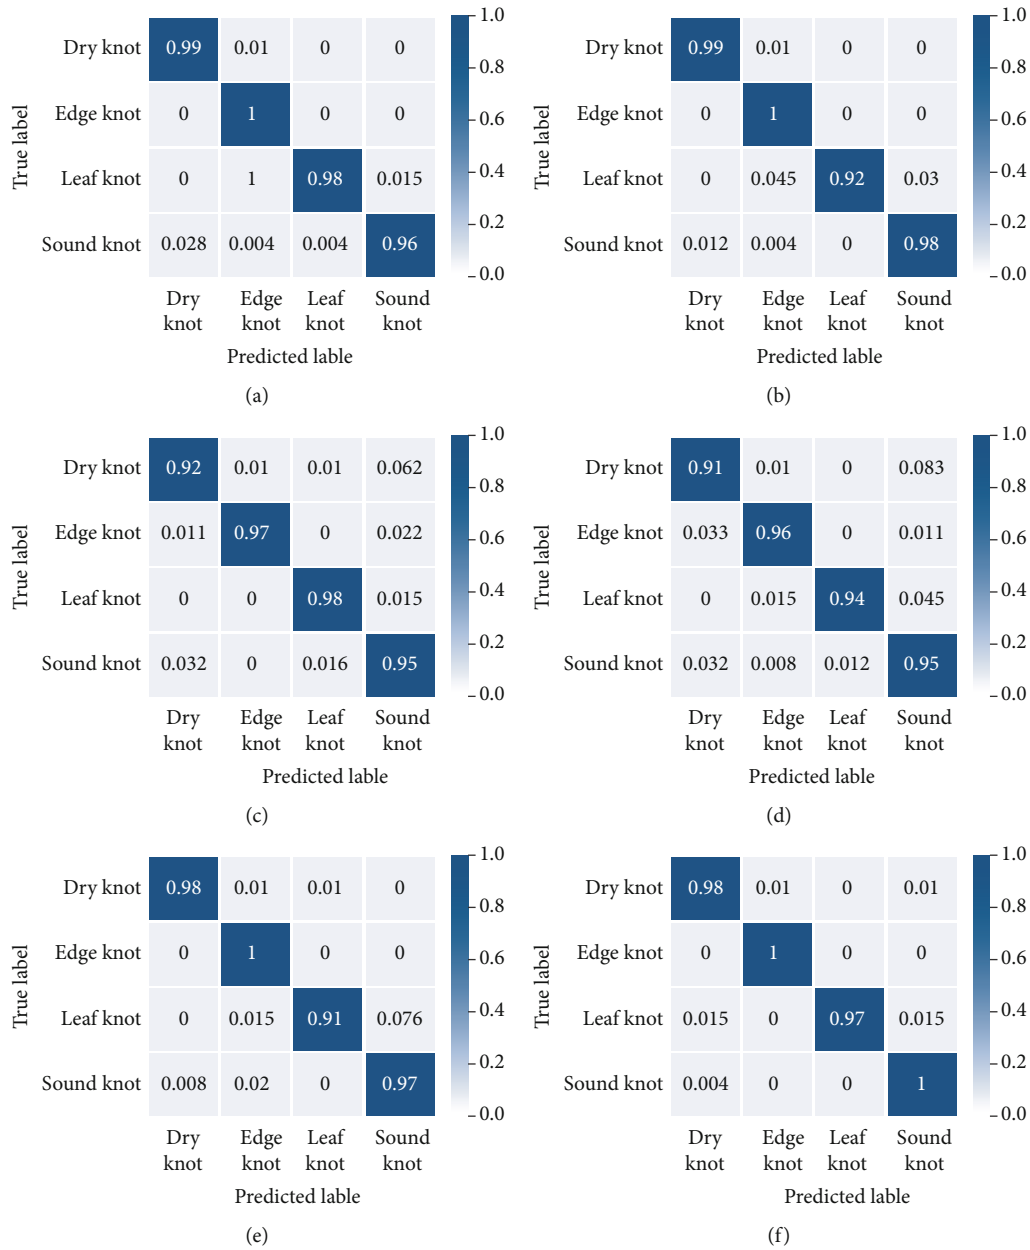 1.0
Dry knot 0.99 0.01 0 0
0.8
Edge knot 0 1 0 0
0.6
True label
0.4
Leaf knot 0 1 0.98 0.015
0.2
Sound knot 0.028 0.004 0.004 0.96
0.0
Dry Edge Leaf Sound
knot knot knot knot
Predicted lable
(a)
1.0
Dry knot 0.99 0.01 0 0
0.8
Edge knot 0 1 0 0
0.6
True label
0.4
Leaf knot 0 0.045 0.92 0.03
0.2
Sound knot 0.012 0.004 0 0.98
0.0
Dry Edge Leaf Sound
knot knot knot knot
Predicted lable
(b)
1.0
Dry knot 0.92 0.01 0.01 0.062
0.8
Edge knot 0.011 0.97 0 0.022
0.6
True label
0.4
Leaf knot 0 0 0.98 0.015
0.2
Sound knot 0.032 0 0.016 0.95
0.0
Dry Edge Leaf Sound
knot knot knot knot
Predicted lable
(c)
1.0
Dry knot 0.91 0.01 0 0.083
0.8
Edge knot 0.033 0.96 0 0.011
0.6
True label
0.4
Leaf knot 0 0.015 0.94 0.045
0.2
Sound knot 0.032 0.008 0.012 0.95
0.0
Dry Edge Leaf Sound
knot knot knot knot
Predicted lable
(d)
1.0
Dry knot 0.98 0.01 0.01 0
0.8
Edge knot 0 1 0 0
0.6
True label
0.4
Leaf knot 0 0.015 0.91 0.076
0.2
Sound knot 0.008 0.02 0 0.97
0.0
Dry Edge Leaf Sound
knot knot knot knot
Predicted lable
(e)
1.0
Dry knot 0.98 0.01 0 0.01
0.8
Edge knot 0 1 0 0
0.6
True label
0.4
Leaf knot 0.015 0 0.97 0.015
0.2
Sound knot 0.004 0 0 1
0.0
Dry Edge Leaf Sound
knot knot knot knot
Predicted lable
(f)